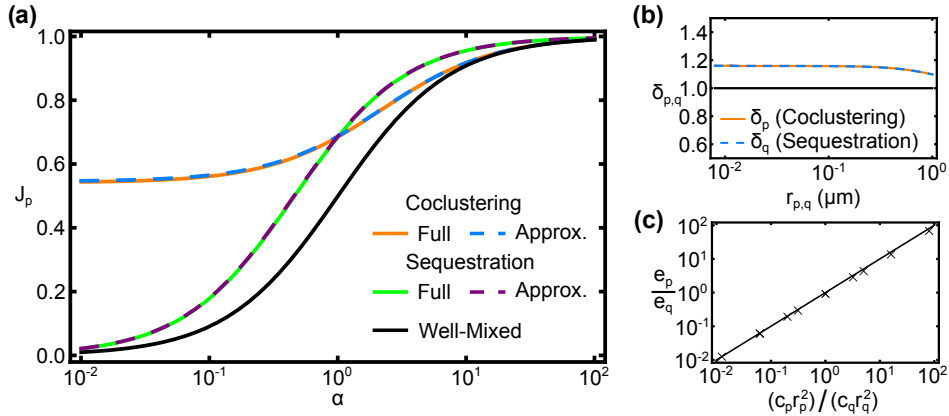 (a)
1.0
0.8
0.6
0.4
0.2
0.0
J_p
10^-2
10^-1
10^0
10^1
10^2
α
Coclustering
Full
Approx.
Sequestration
Full
Approx.
Well-Mixed
(b)
1.4
1.2
1.0
0.8
0.6
δ_p,q
δ_p (Coclustering)
δ_q (Sequestration)
10^-2
10^-1
10^0
r_p,q (μm)
(c)
10^2
10^1
10^0
10^-1
10^-2
e_p
e_q
10^-2
10^-1
10^0
10^1
10^2
(c_p r_p^2) / (c_q r_q^2)